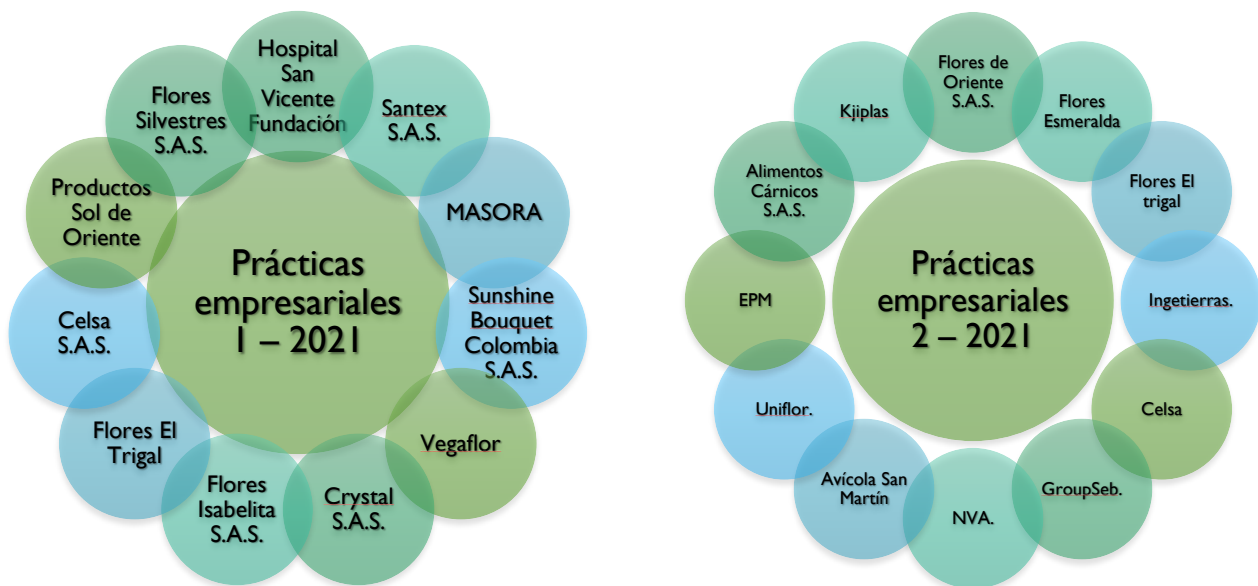 Prácticas
empresariales
1 – 2021
Hospital
San
Vicente
Fundación
Santex
S.A.S.
MASORA
Sunshine
Bouquet
Colombia
S.A.S.
Vegaflor
Crystal
S.A.S.
Flores
Isabelita
S.A.S.
Flores El
Trigal
Celsa
S.A.S.
Productos
Sol de
Oriente
Flores
Silvestres
S.A.S.
Prácticas
empresariales
2 – 2021
Flores de
Oriente
S.A.S.
Flores
Esmeralda
Flores El
trigal
Ingetierras.
Celsa
GroupSeb.
NVA.
Avícola San
Martín
Uniflor.
EPM
Alimentos
Cárnicos
S.A.S.
Kjiplas